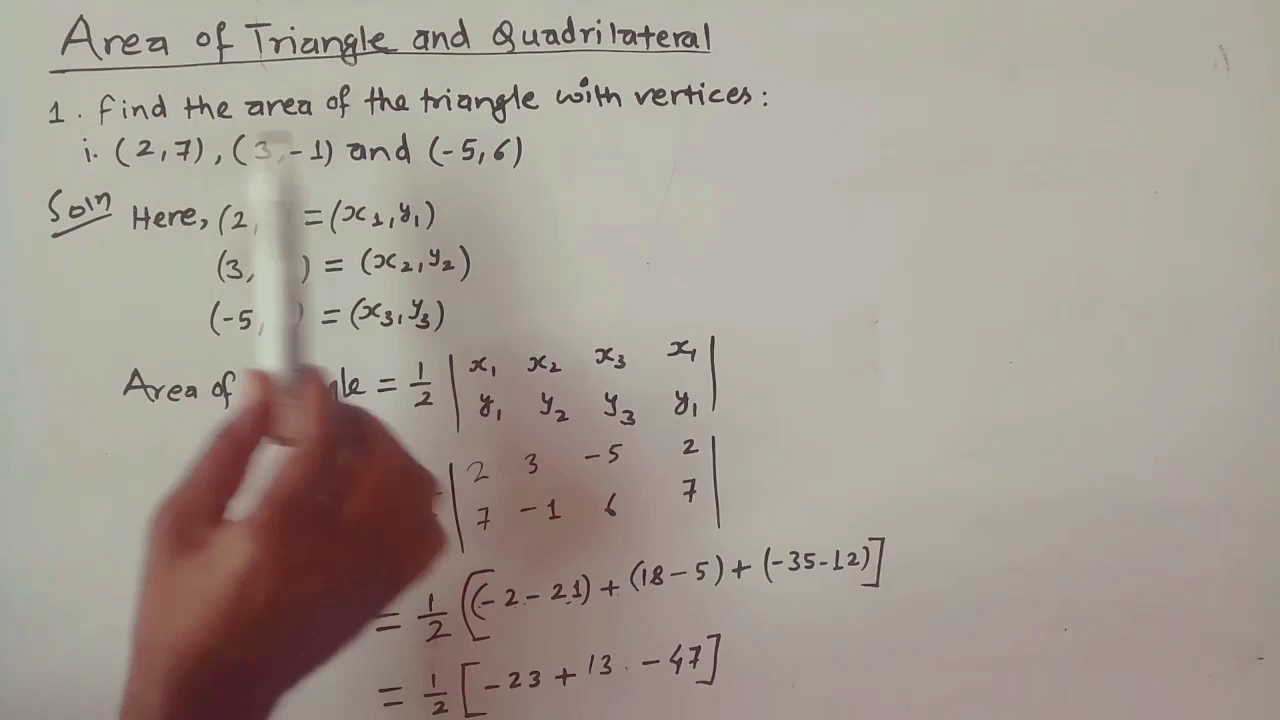 Area of Triangle and Quadrilateral
1. Find the area of the triangle with vertices:
i. (2,7), (3,-1) and (-5,6)
Soln Here, (2, = (x₁,y₁)
(3, ) = (x₂,y₂)
(-5, ) = (x₃,y₃)
Area of = 1/2 | x₁ x₂ x₃ x₁ |
y₁ y₂ y₃ y₁
| 2 3 -5 2 |
7 -1 6 7
= 1/2 [(-2-21) + (18-5) + (-35-12)]
= 1/2 [-23 + 13 - 47]